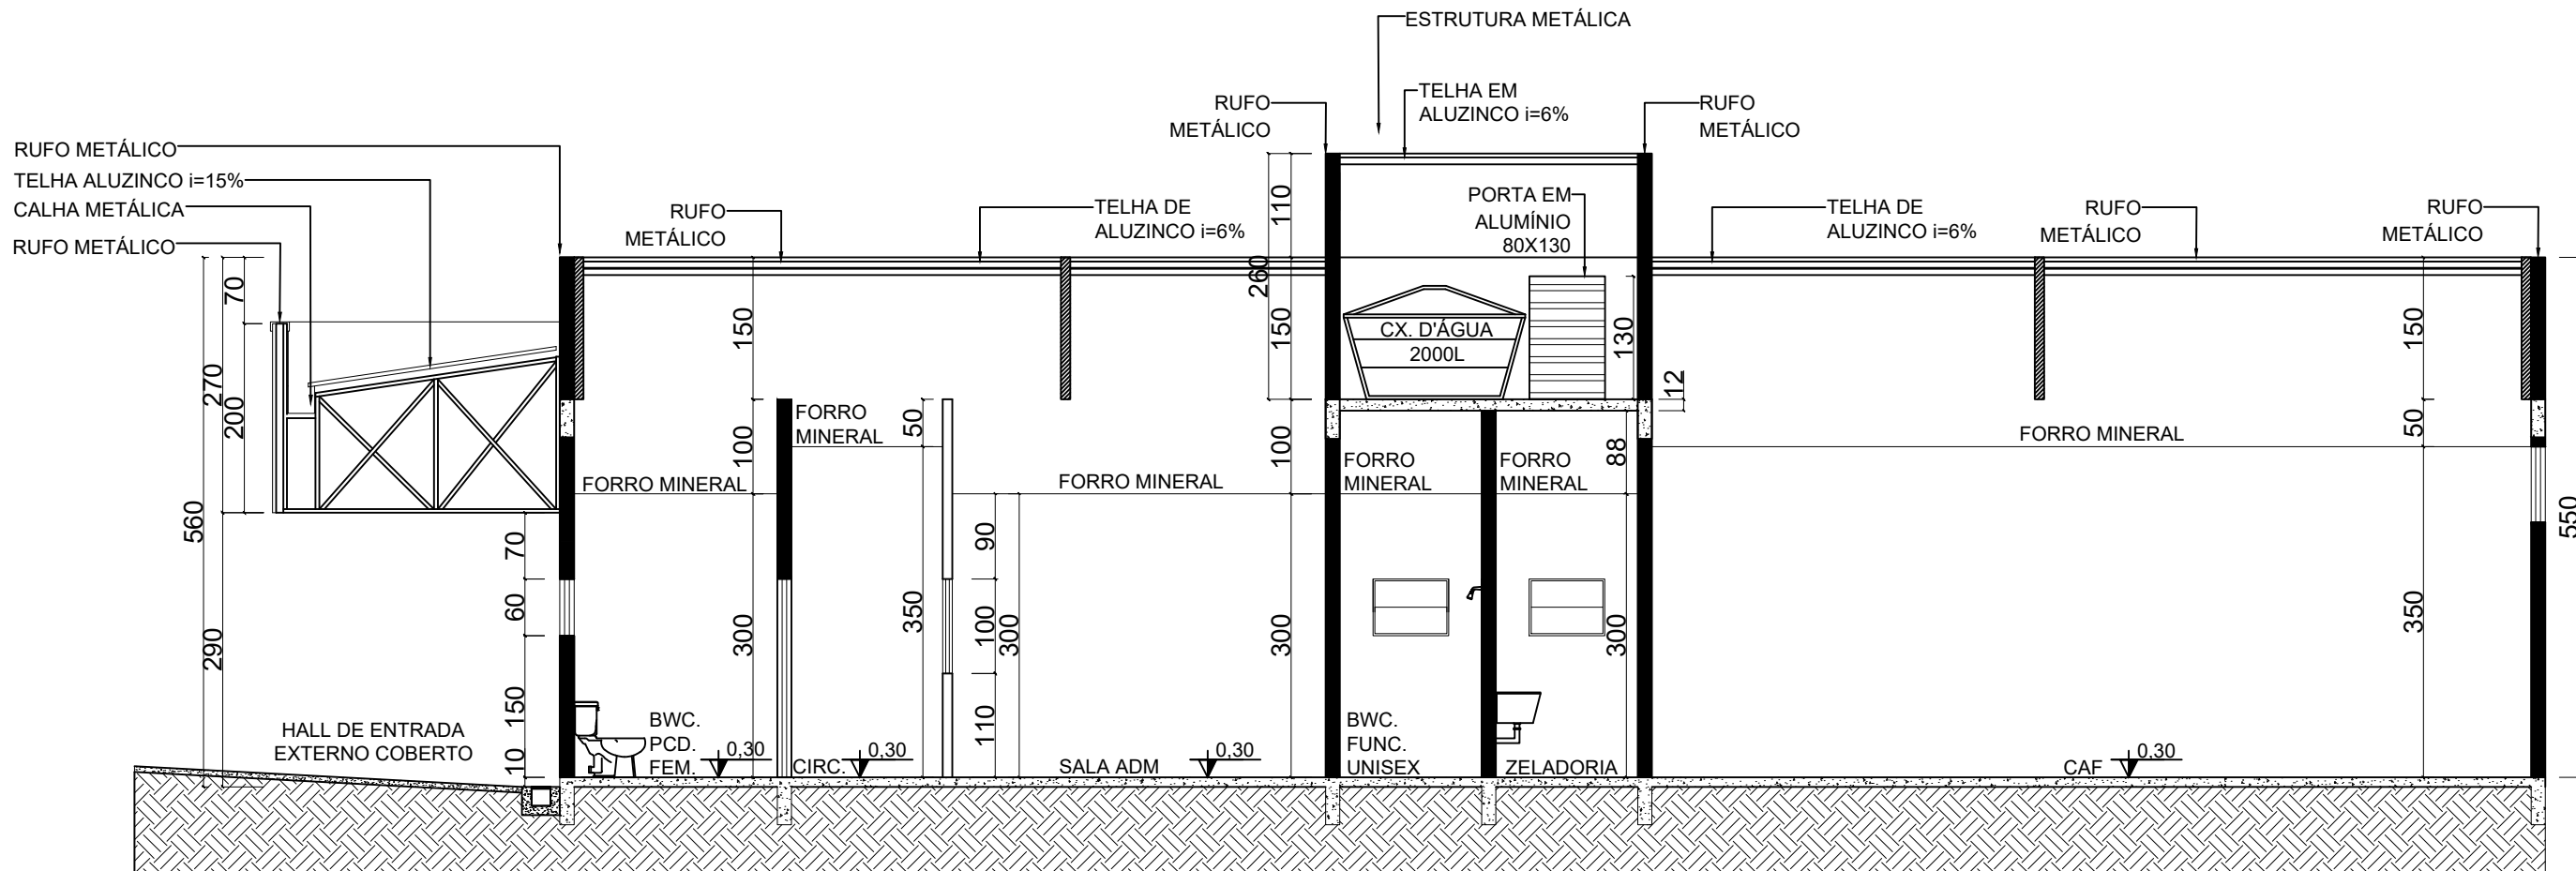 ESTRUTURA METÁLICA
TELHA EM
ALUZINCO i=6%
RUFO
METÁLICO
RUFO
METÁLICO
RUFO METÁLICO
TELHA ALUZINCO i=15%
CALHA METÁLICA
RUFO METÁLICO
RUFO
METÁLICO
TELHA DE
ALUZINCO i=6%
PORTA EM
ALUMÍNIO
80X130
TELHA DE
ALUZINCO i=6%
RUFO
METÁLICO
RUFO
METÁLICO
110
260
150
130
12
CX. D'ÁGUA
2000L
70
270
200
560
290
150
100
300
FORRO
MINERAL
50
350
FORRO MINERAL
FORRO MINERAL
90
100
300
110
100
300
FORRO
MINERAL
FORRO
MINERAL
88
300
FORRO MINERAL
150
50
350
550
70
60
150
10
HALL DE ENTRADA
EXTERNO COBERTO
BWC.
PCD.
FEM.
0,30
CIRC.
0,30
SALA ADM
0,30
BWC.
FUNC.
UNISEX
ZELADORIA
CAF
0,30